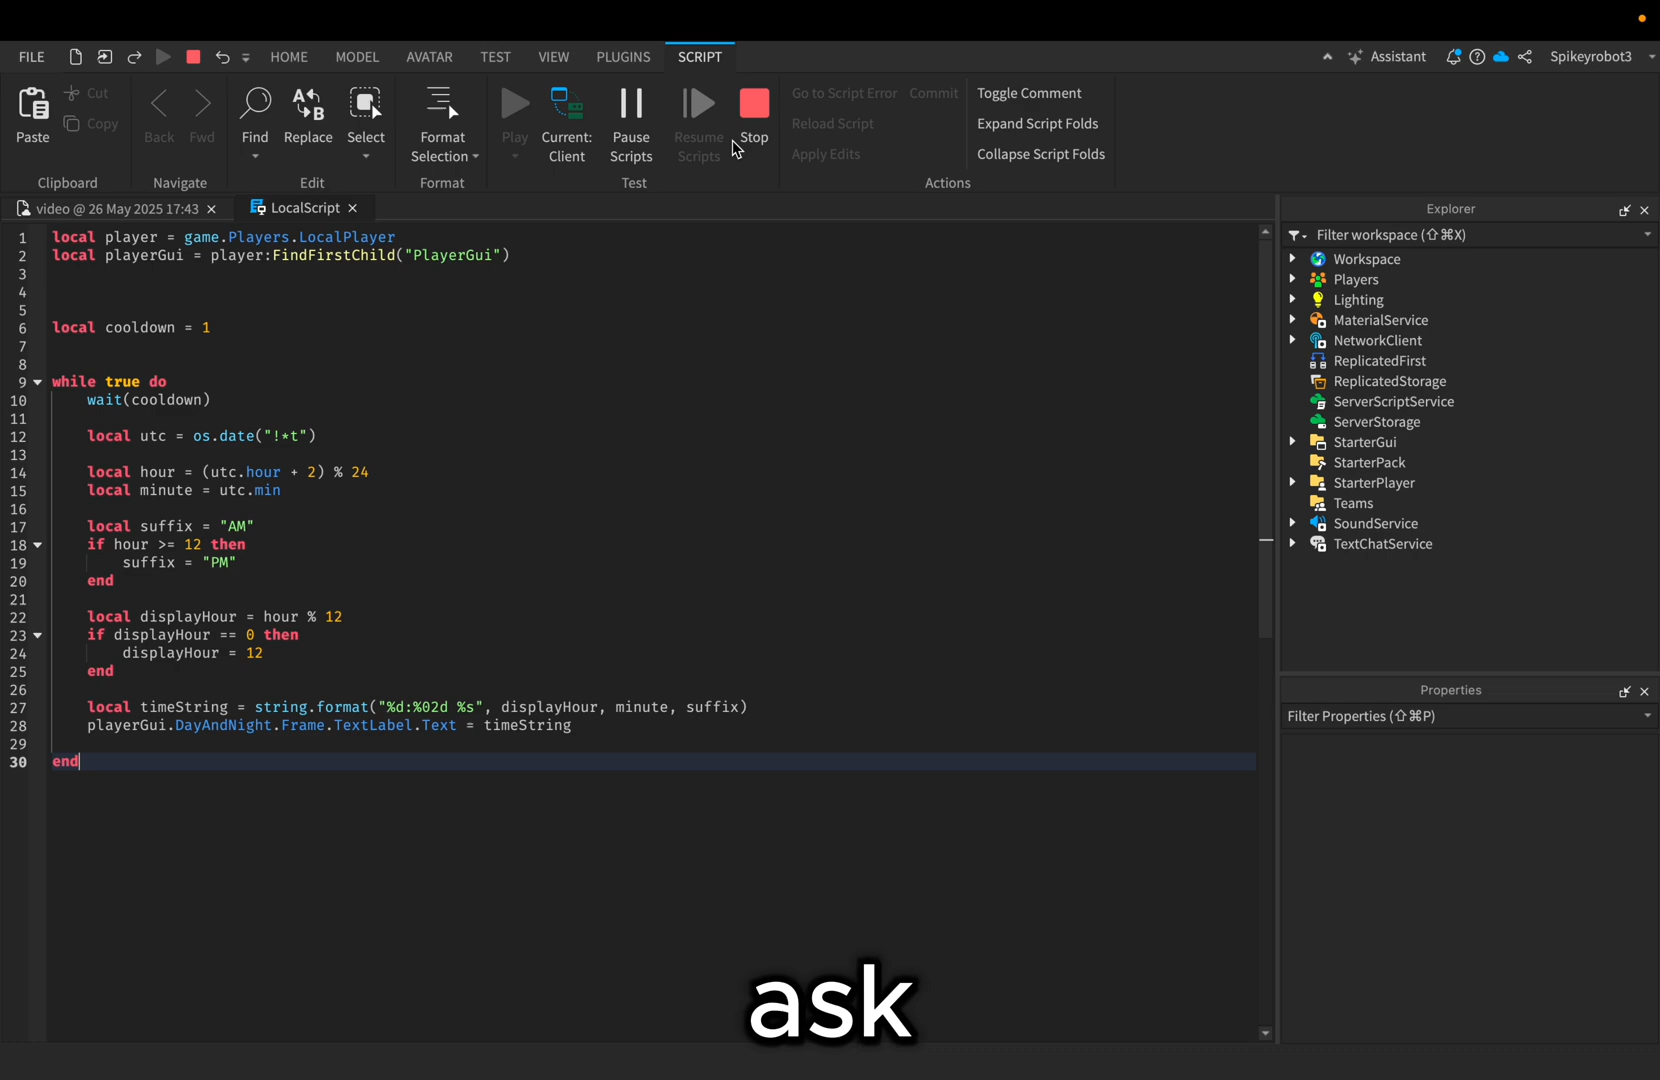 FILE HOME MODEL AVATAR TEST VIEW PLUGINS SCRIPT Assistant Spikeyrobot3
Paste Cut Copy Back Fwd Find Replace Select Format Selection Play Current: Client Pause Scripts Resume Scripts Stop Go to Script Error Commit Reload Script Apply Edits Toggle Comment Expand Script Folds Collapse Script Folds
Clipboard Navigate Edit Format Test Actions
video @ 26 May 2025 17:43 LocalScript
1 local player = game.Players.LocalPlayer
2 local playerGui = player:FindFirstChild("PlayerGui")
3
4
5
6 local cooldown = 1
7
8
9 while true do
10 wait(cooldown)
11
12 local utc = os.date("!*t")
13
14 local hour = (utc.hour + 2) % 24
15 local minute = utc.min
16
17 local suffix = "AM"
18 if hour >= 12 then
19 suffix = "PM"
20 end
21
22 local displayHour = hour % 12
23 if displayHour == 0 then
24 displayHour = 12
25 end
26
27 local timeString = string.format("%d:%02d %s", displayHour, minute, suffix)
28 playerGui.DayAndNight.Frame.TextLabel.Text = timeString
29
30 end
Explorer
Filter workspace (⇧⌘X)
Workspace
Players
Lighting
MaterialService
NetworkClient
ReplicatedFirst
ReplicatedStorage
ServerScriptService
ServerStorage
StarterGui
StarterPack
StarterPlayer
Teams
SoundService
TextChatService
Properties
Filter Properties (⇧⌘P)
ask